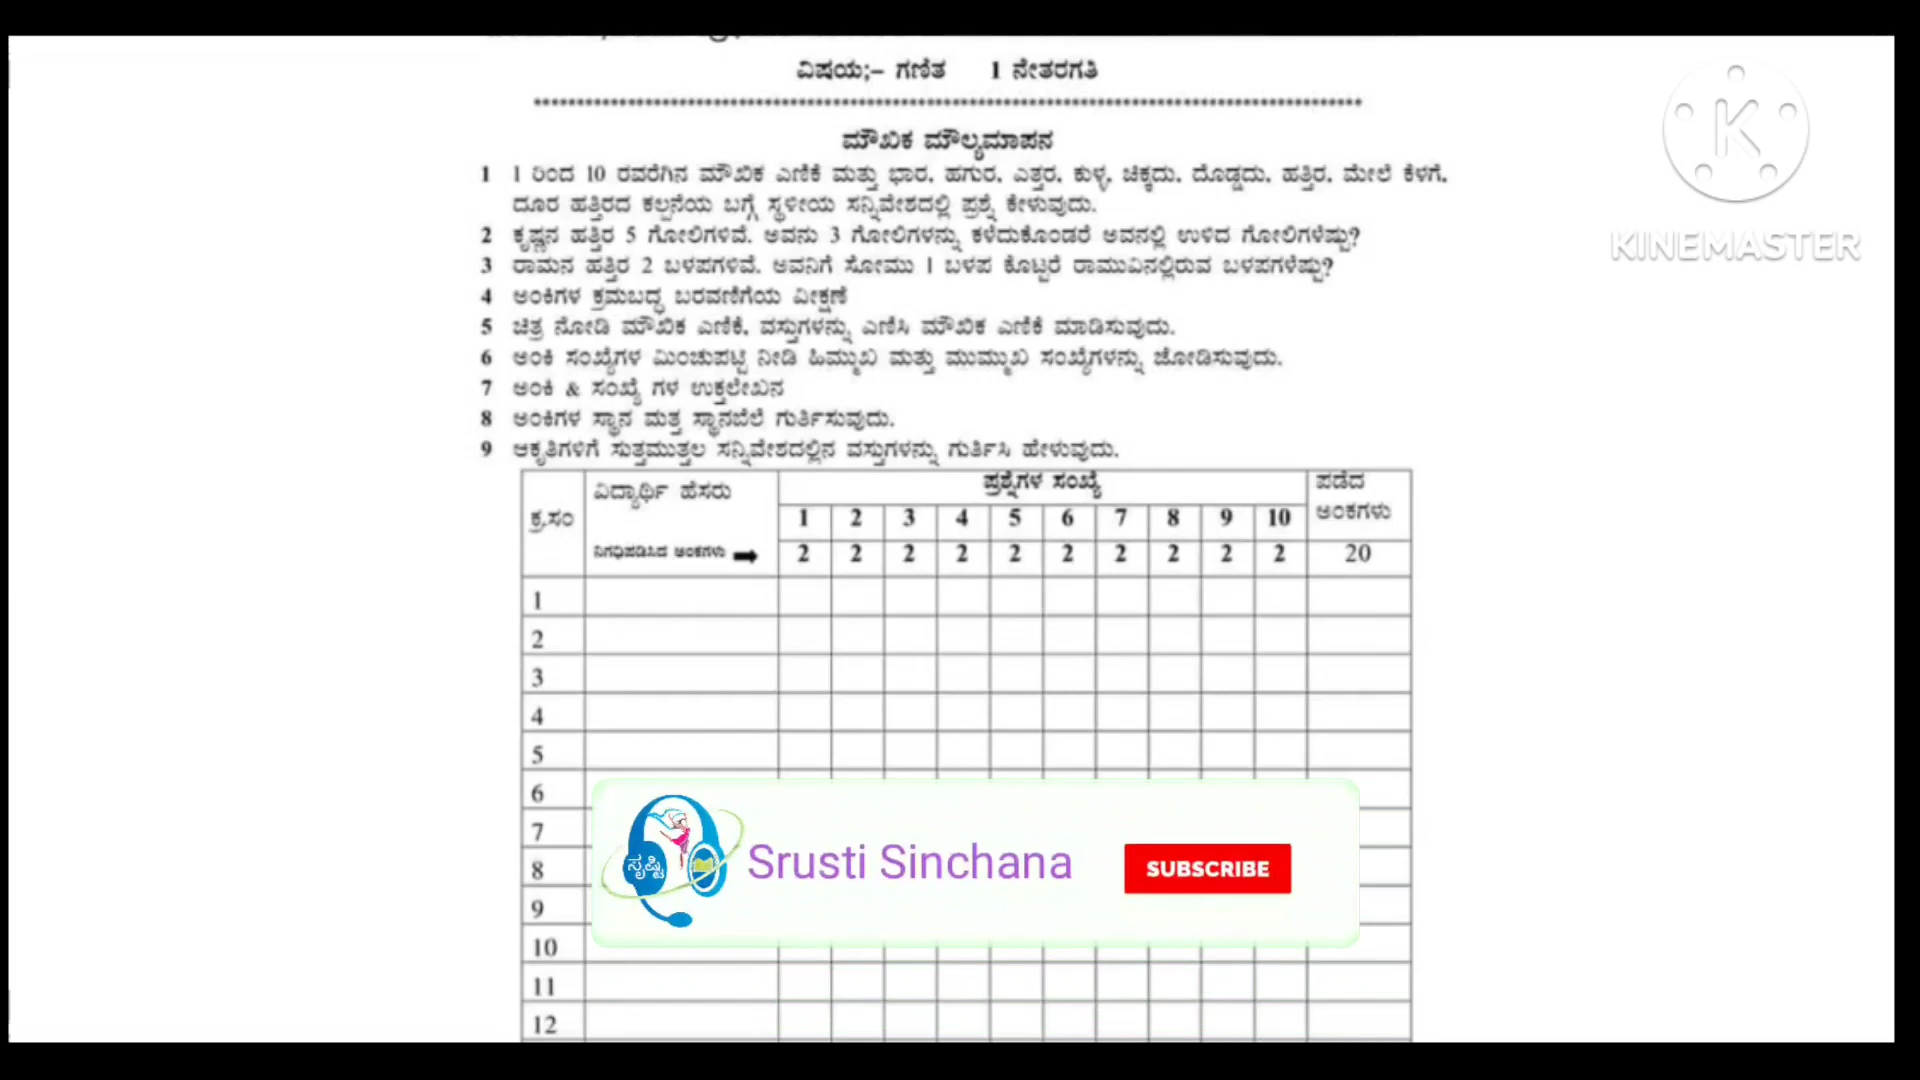 ವಿಷಯ;- ಗಣಿತ 1 ನೇತರಗತಿ
ಮೌಖಿಕ ಮೌಲ್ಯಮಾಪನ
1 1 ರಿಂದ 10 ರವರೆಗಿನ ಮೌಖಿಕ ಎಣಿಕೆ ಮತ್ತು ಭಾರ, ಹಗುರ, ಎತ್ತರ, ಕುಳ್ಳ, ಚಿಕ್ಕದು, ದೊಡ್ಡದು, ಹತ್ತಿರ, ಮೇಲೆ ಕೆಳಗೆ,
ದೂರ ಹತ್ತಿರದ ಕಲ್ಪನೆಯ ಬಗ್ಗೆ ಸ್ಥಳೀಯ ಸನ್ನಿವೇಶದಲ್ಲಿ ಪ್ರಶ್ನೆ ಕೇಳುವುದು.
2 ಕೃಷ್ಣನ ಹತ್ತಿರ 5 ಗೋಲಿಗಳಿವೆ. ಅವನು 3 ಗೋಲಿಗಳನ್ನು ಕಳೆದುಕೊಂಡರೆ ಅವನಲ್ಲಿ ಉಳಿದ ಗೋಲಿಗಳೆಷ್ಟು?
3 ರಾಮನ ಹತ್ತಿರ 2 ಬಳಪಗಳಿವೆ. ಅವನಿಗೆ ಸೋಮು 1 ಬಳಪ ಕೊಟ್ಟರೆ ರಾಮುವಿನಲ್ಲಿರುವ ಬಳಪಗಳೆಷ್ಟು?
4 ಅಂಕಿಗಳ ಕ್ರಮಬದ್ಧ ಬರವಣಿಗೆಯ ವೀಕ್ಷಣೆ
5 ಚಿತ್ರ ನೋಡಿ ಮೌಖಿಕ ಎಣಿಕೆ, ವಸ್ತುಗಳನ್ನು ಎಣಿಸಿ ಮೌಖಿಕ ಎಣಿಕೆ ಮಾಡಿಸುವುದು.
6 ಅಂಕಿ ಸಂಖ್ಯೆಗಳ ಮಿಂಚುಪಟ್ಟಿ ನೀಡಿ ಹಿಮ್ಮುಖ ಮತ್ತು ಮುಮ್ಮುಖ ಸಂಖ್ಯೆಗಳನ್ನು ಜೋಡಿಸುವುದು.
7 ಅಂಕಿ & ಸಂಖ್ಯೆ ಗಳ ಉಕ್ತಲೇಖನ
8 ಅಂಕಿಗಳ ಸ್ಥಾನ ಮತ್ತ ಸ್ಥಾನಬೆಲೆ ಗುರ್ತಿಸುವುದು.
9 ಆಕೃತಿಗಳಿಗೆ ಸುತ್ತಮುತ್ತಲ ಸನ್ನಿವೇಶದಲ್ಲಿನ ವಸ್ತುಗಳನ್ನು ಗುರ್ತಿಸಿ ಹೇಳುವುದು.
ಕ್ರ.ಸಂ ವಿದ್ಯಾರ್ಥಿ ಹೆಸರು ಪ್ರಶ್ನೆಗಳ ಸಂಖ್ಯೆ ಪಡೆದ ಅಂಕಗಳು
1 2 3 4 5 6 7 8 9 10
ನಿಗಧಿಪಡಿಸಿದ ಅಂಕಗಳು 2 2 2 2 2 2 2 2 2 2 20
1
2
3
4
5
6
7
8
9
10
11
12
ಸೃಷ್ಟಿ
Srusti Sinchana
SUBSCRIBE
K
KINEMASTER